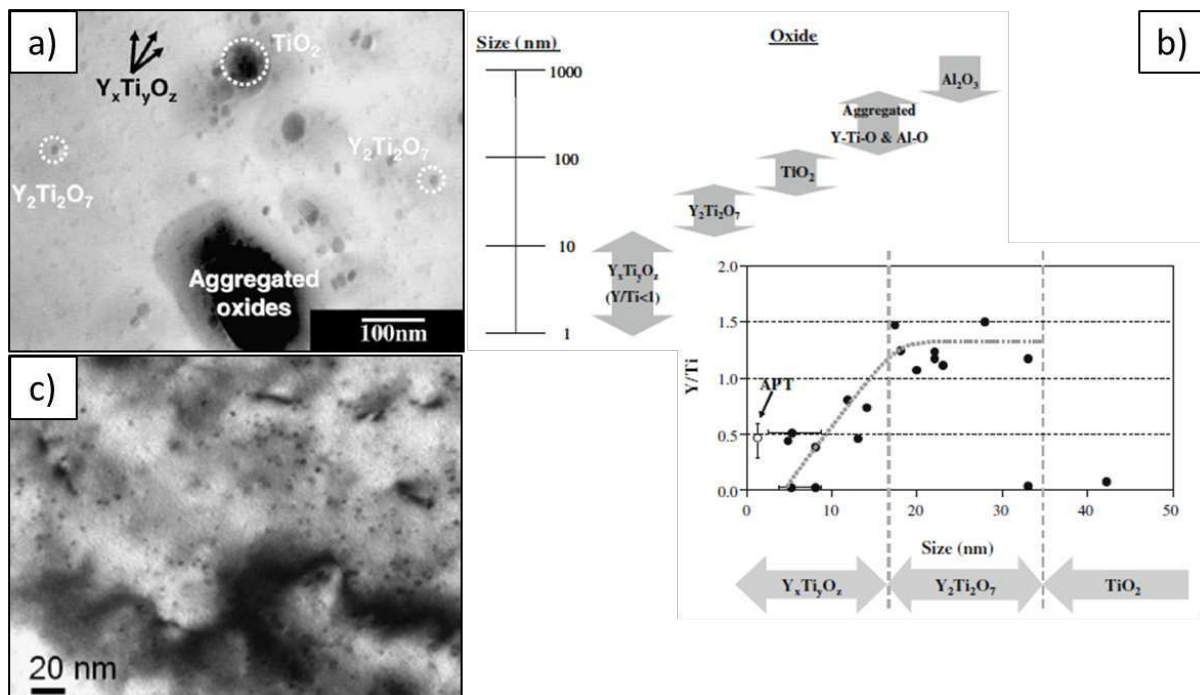 a)
TiO2
YxTiyOz
Y2Ti2O7
Y2Ti2O7
Aggregated
oxides
100nm
b)
Size (nm)
Oxide
1000
100
10
1
Al2O3
Aggregated
Y-Ti-O & Al-O
TiO2
Y2Ti2O7
YxTiyOz
(Y/Ti<1)
2.0
1.5
1.0
0.5
0.0
Y/Ti
APT
0 10 20 30 40 50
Size (nm)
YxTiyOz Y2Ti2O7 TiO2
c)
20 nm